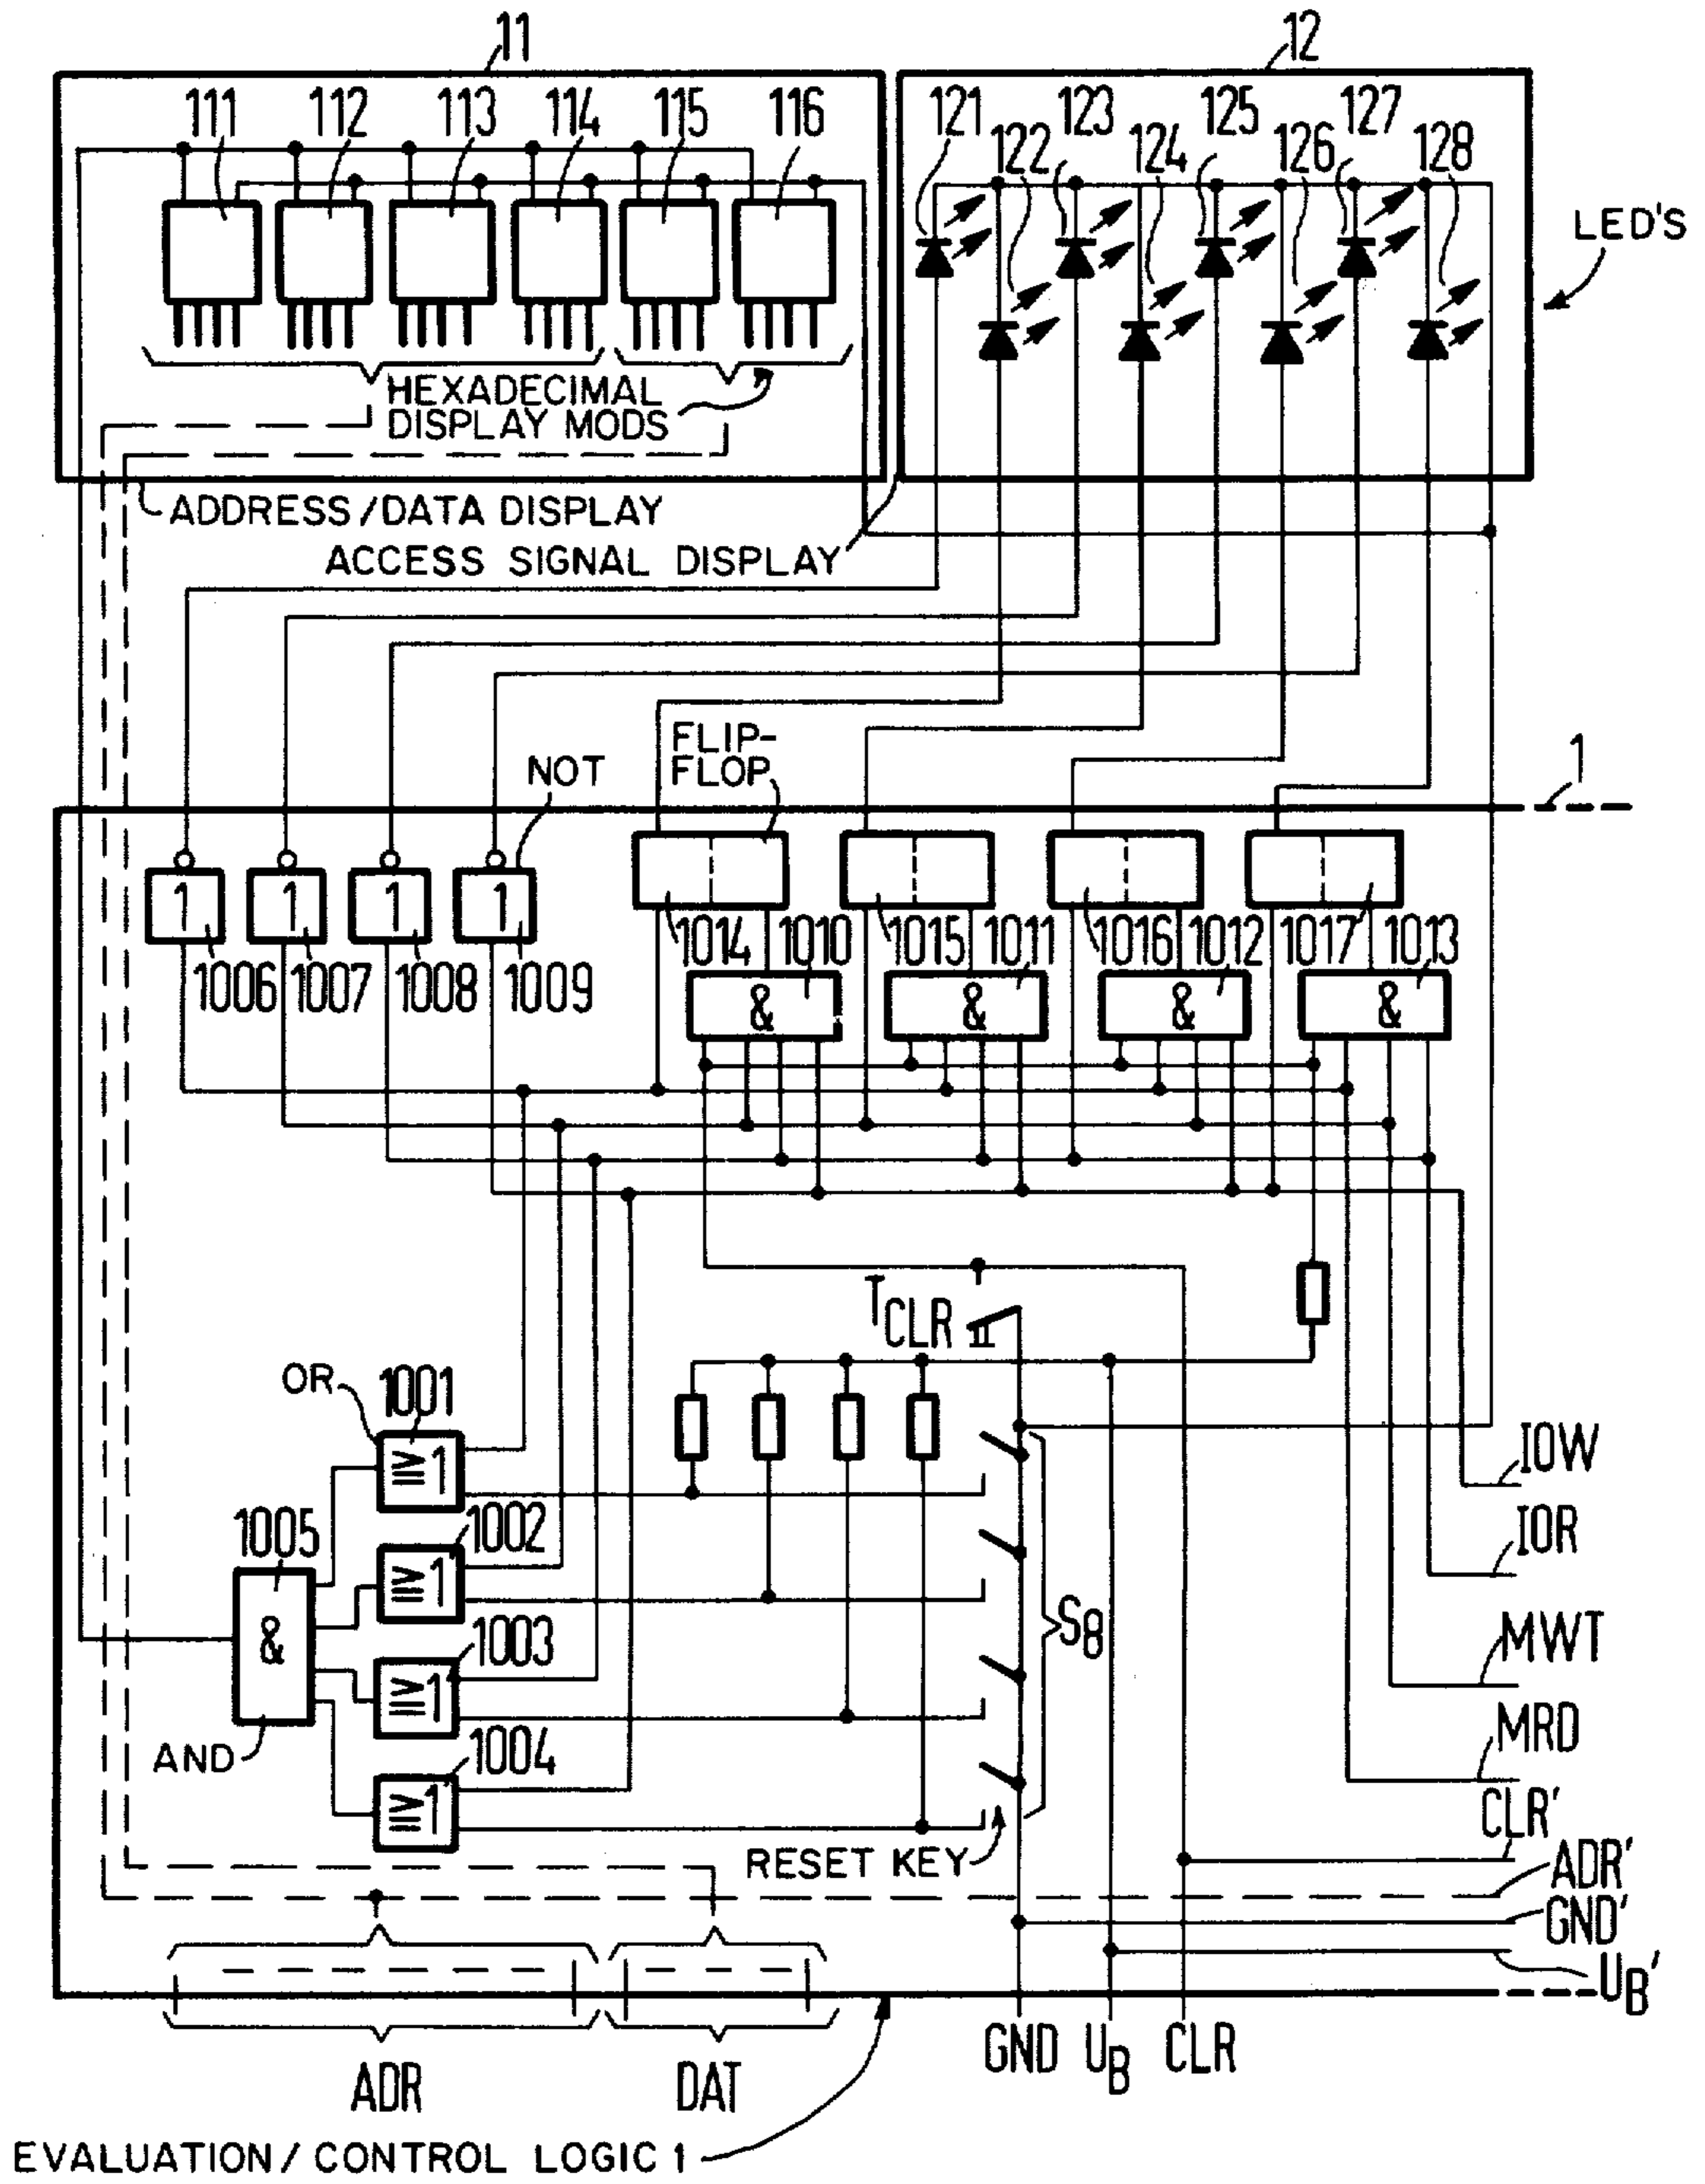 11
12
111 112 113 114 115 116
121 123 125 127
122 124 126 128
LED'S
HEXADECIMAL
DISPLAY MODS
ADDRESS/DATA DISPLAY
ACCESS SIGNAL DISPLAY
FLIP-
FLOP
NOT
1
1 1 1 1
1006 1007 1008 1009
1014 1010 1015 1011 1016 1012 1017 1013
& & & &
TCLR
OR 1001
≥1
IOW
1005
1002
≥1
IOR
&
1003
≥1
S8
MWT
AND
1004
≥1
MRD
CLR'
RESET KEY
ADR'
GND'
UB'
GND UB CLR
ADR DAT
EVALUATION/CONTROL LOGIC 1